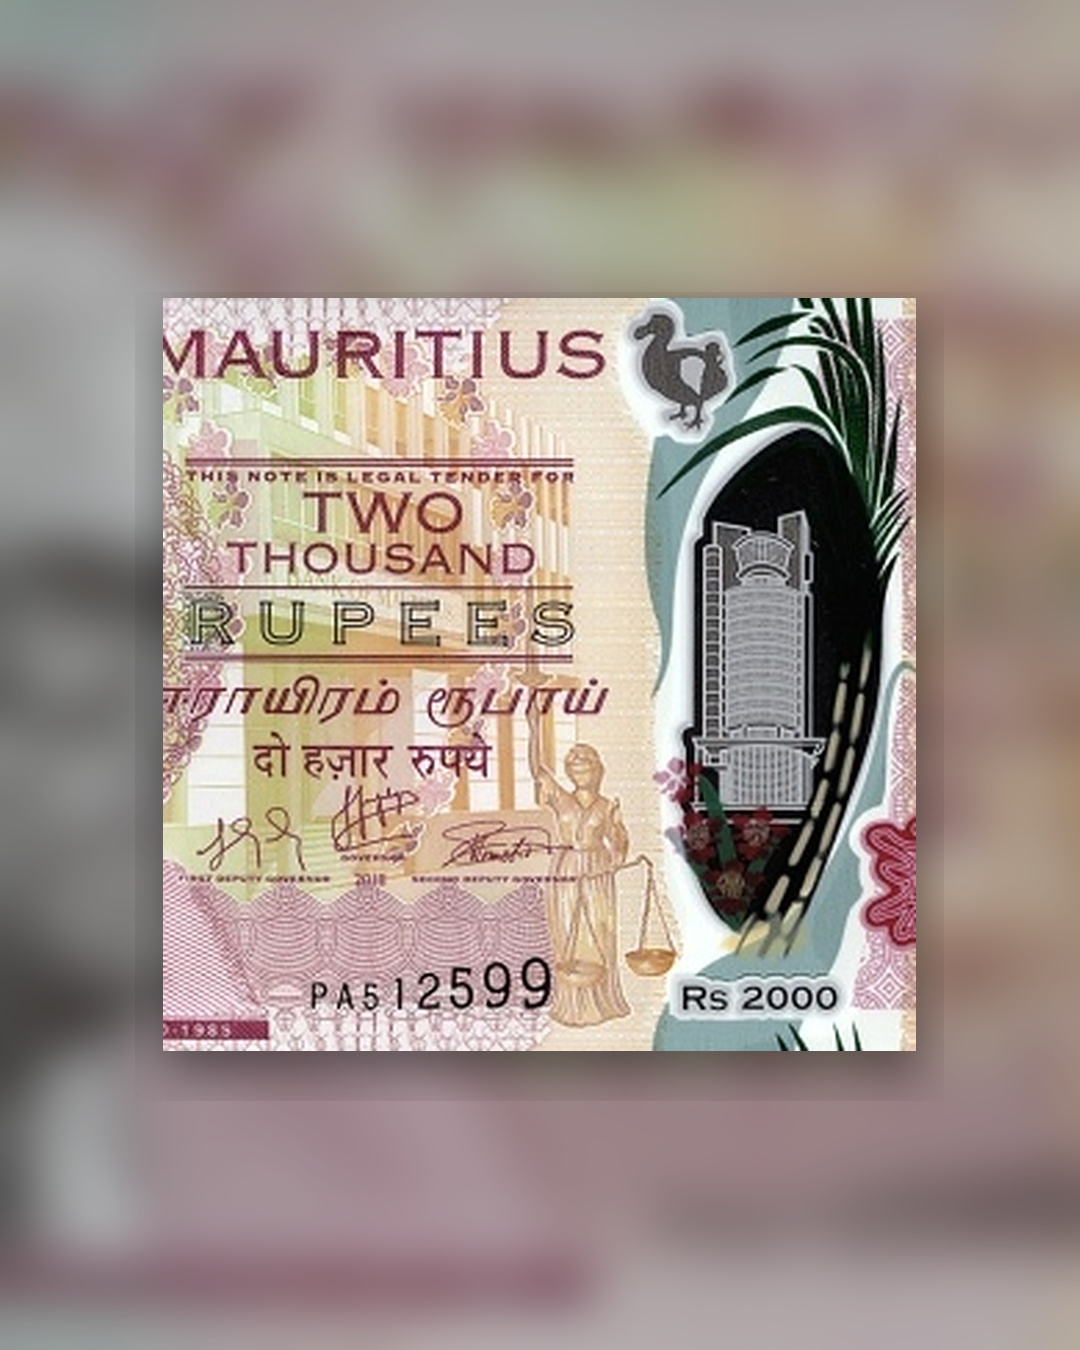 MAURITIUS
THIS NOTE IS LEGAL TENDER FOR
TWO
THOUSAND
RUPEES
ரூபாய்
दो हज़ार रुपये
GOVERNOR
FIRST DEPUTY GOVERNOR 2018 SECOND DEPUTY GOVERNOR
PA512599
1985
Rs 2000